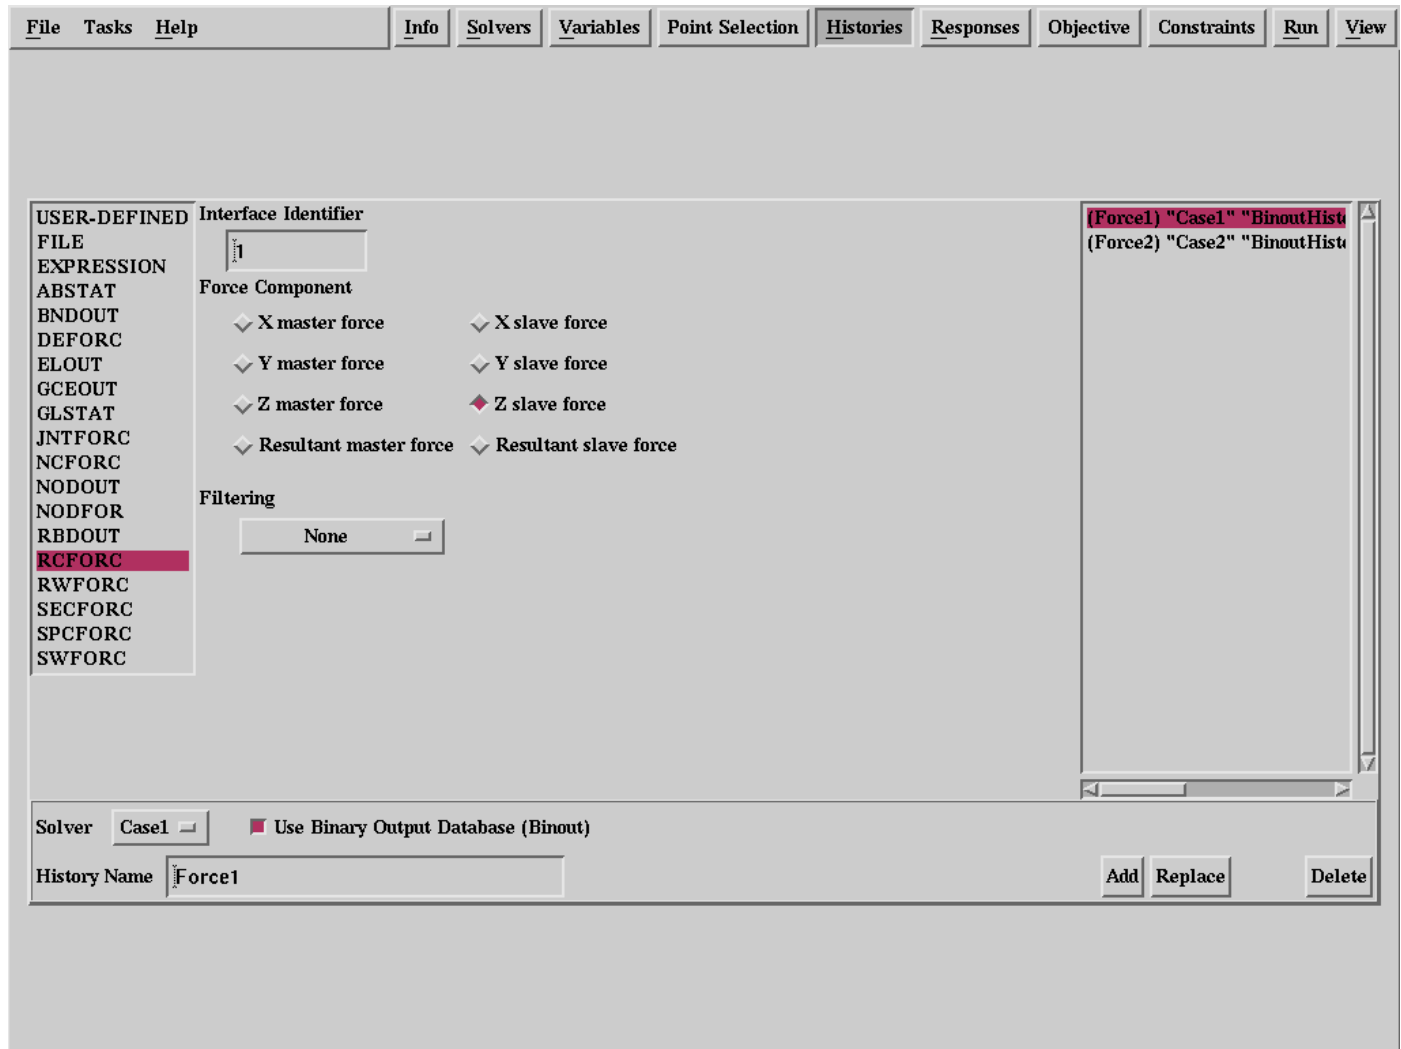 File Tasks Help Info Solvers Variables Point Selection Histories Responses Objective Constraints Run View
USER-DEFINED
FILE
EXPRESSION
ABSTAT
BNDOUT
DEFORC
ELOUT
GCEOUT
GLSTAT
JNTFORC
NCFORC
NODOUT
NODFOR
RBDOUT
RCFORC
RWFORC
SECFORC
SPCFORC
SWFORC
Interface Identifier
1
Force Component
X master force X slave force
Y master force Y slave force
Z master force Z slave force
Resultant master force Resultant slave force
Filtering
None
(Force1) "Case1" "BinoutHist
(Force2) "Case2" "BinoutHist
Solver Case1 Use Binary Output Database (Binout)
History Name Force1 Add Replace Delete